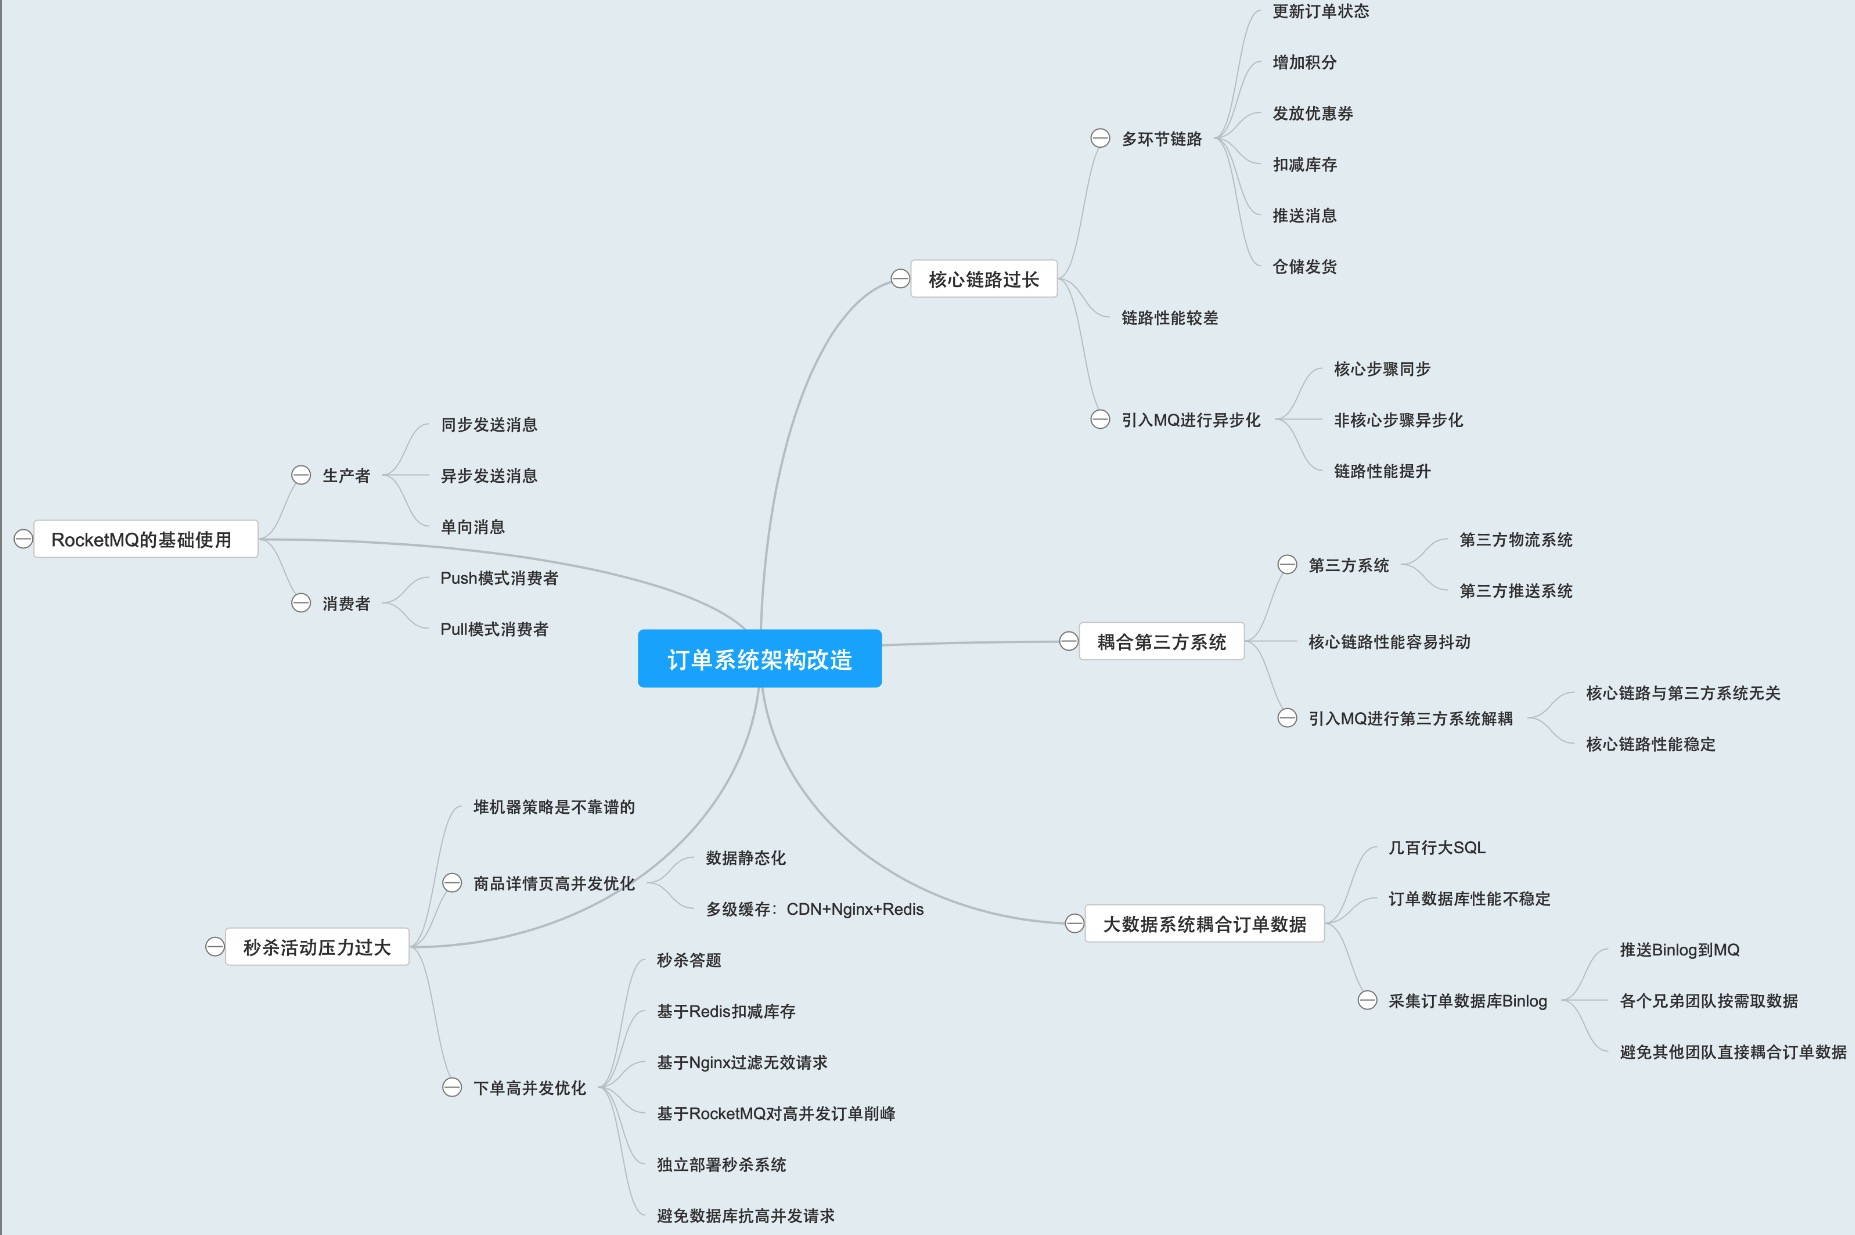 订单系统架构改造
核心链路过长
多环节链路
更新订单状态
增加积分
发放优惠券
扣减库存
推送消息
仓储发货
链路性能较差
引入MQ进行异步化
核心步骤同步
非核心步骤异步化
链路性能提升
耦合第三方系统
第三方系统
第三方物流系统
第三方推送系统
核心链路性能容易抖动
引入MQ进行第三方系统解耦
核心链路与第三方系统无关
核心链路性能稳定
大数据系统耦合订单数据
几百行大SQL
订单数据库性能不稳定
采集订单数据库Binlog
推送Binlog到MQ
各个兄弟团队按需取数据
避免其他团队直接耦合订单数据
RocketMQ的基础使用
生产者
同步发送消息
异步发送消息
单向消息
消费者
Push模式消费者
Pull模式消费者
秒杀活动压力过大
堆机器策略是不靠谱的
商品详情页高并发优化
数据静态化
多级缓存：CDN+Nginx+Redis
下单高并发优化
秒杀答题
基于Redis扣减库存
基于Nginx过滤无效请求
基于RocketMQ对高并发订单削峰
独立部署秒杀系统
避免数据库抗高并发请求